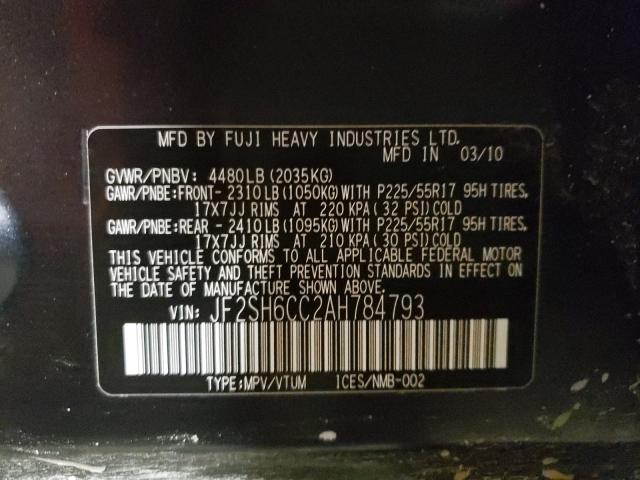 MFD BY FUJI HEAVY INDUSTRIES LTD.
MFD IN 03/10
GVWR/PNBV: 4480LB(2035KG)
GAWR/PNBE:FRONT-2310LB(1050KG)WITH P225/55R17 95H TIRES,
17X7JJ RIMS AT 220 KPA(32 PSI)COLD
GAWR/PNBE:REAR -2410LB(1095KG)WITH P225/55R17 95H TIRES,
17X7JJ RIMS AT 210 KPA(30 PSI)COLD
THIS VEHICLE CONFORMS TO ALL APPLICABLE FEDERAL MOTOR
VEHICLE SAFETY AND THEFT PREVENTION STANDARDS IN EFFECT ON
THE DATE OF MANUFACTURE SHOWN ABOVE.
VIN: JF2SH6CC2AH784793
TYPE:MPV/VTUM ICES/NMB-002